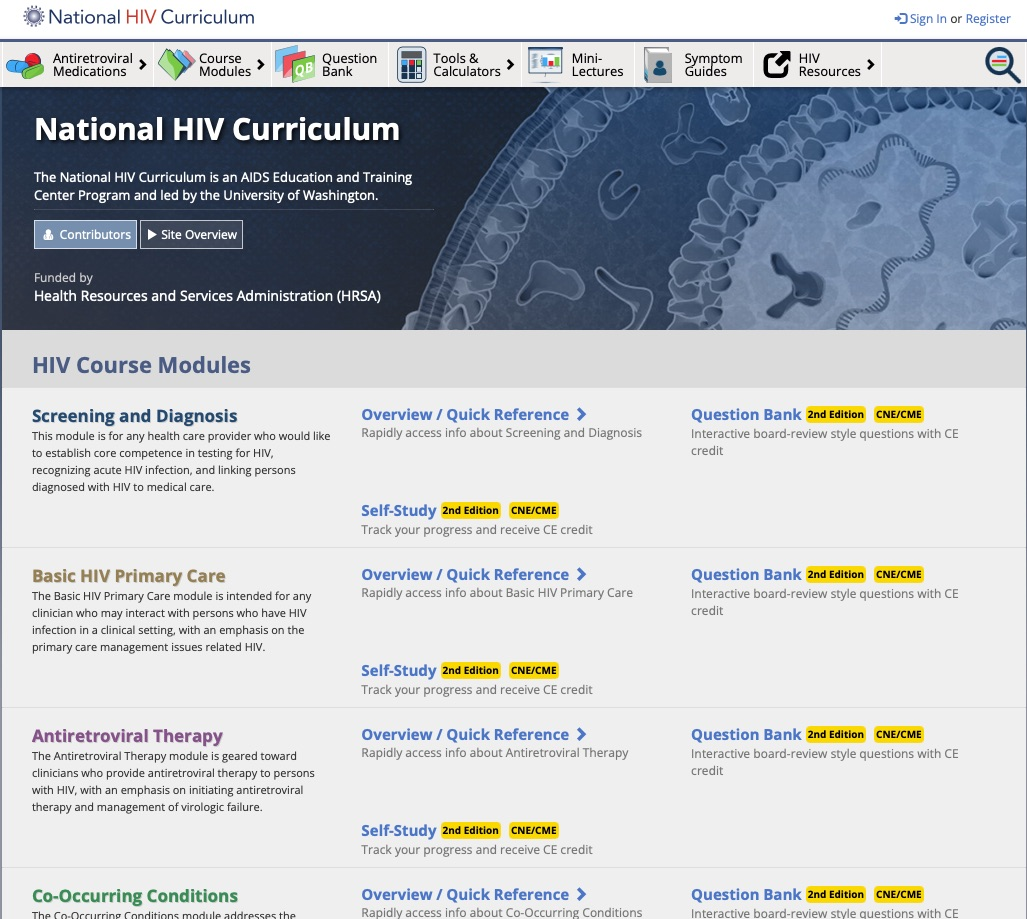 National HIV Curriculum
Sign In or Register
Antiretroviral
Medications
Course
Modules
QB
Question
Bank
Tools &
Calculators
Mini-
Lectures
Symptom
Guides
HIV
Resources
National HIV Curriculum
The National HIV Curriculum is an AIDS Education and Training
Center Program and led by the University of Washington.
Contributors
Site Overview
Funded by
Health Resources and Services Administration (HRSA)
HIV Course Modules
Screening and Diagnosis
This module is for any health care provider who would like
to establish core competence in testing for HIV,
recognizing acute HIV infection, and linking persons
diagnosed with HIV to medical care.
Overview / Quick Reference
Rapidly access info about Screening and Diagnosis
Question Bank 2nd Edition CNE/CME
Interactive board-review style questions with CE
credit
Self-Study 2nd Edition CNE/CME
Track your progress and receive CE credit
Basic HIV Primary Care
The Basic HIV Primary Care module is intended for any
clinician who may interact with persons who have HIV
infection in a clinical setting, with an emphasis on the
primary care management issues related HIV.
Overview / Quick Reference
Rapidly access info about Basic HIV Primary Care
Question Bank 2nd Edition CNE/CME
Interactive board-review style questions with CE
credit
Self-Study 2nd Edition CNE/CME
Track your progress and receive CE credit
Antiretroviral Therapy
The Antiretroviral Therapy module is geared toward
clinicians who provide antiretroviral therapy to persons
with HIV, with an emphasis on initiating antiretroviral
therapy and management of virologic failure.
Overview / Quick Reference
Rapidly access info about Antiretroviral Therapy
Question Bank 2nd Edition CNE/CME
Interactive board-review style questions with CE
credit
Self-Study 2nd Edition CNE/CME
Track your progress and receive CE credit
Co-Occurring Conditions
The Co-Occurring Conditions module addresses the
Overview / Quick Reference
Rapidly access info about Co-Occurring Conditions
Question Bank 2nd Edition CNE/CME
Interactive board-review style questions with CE